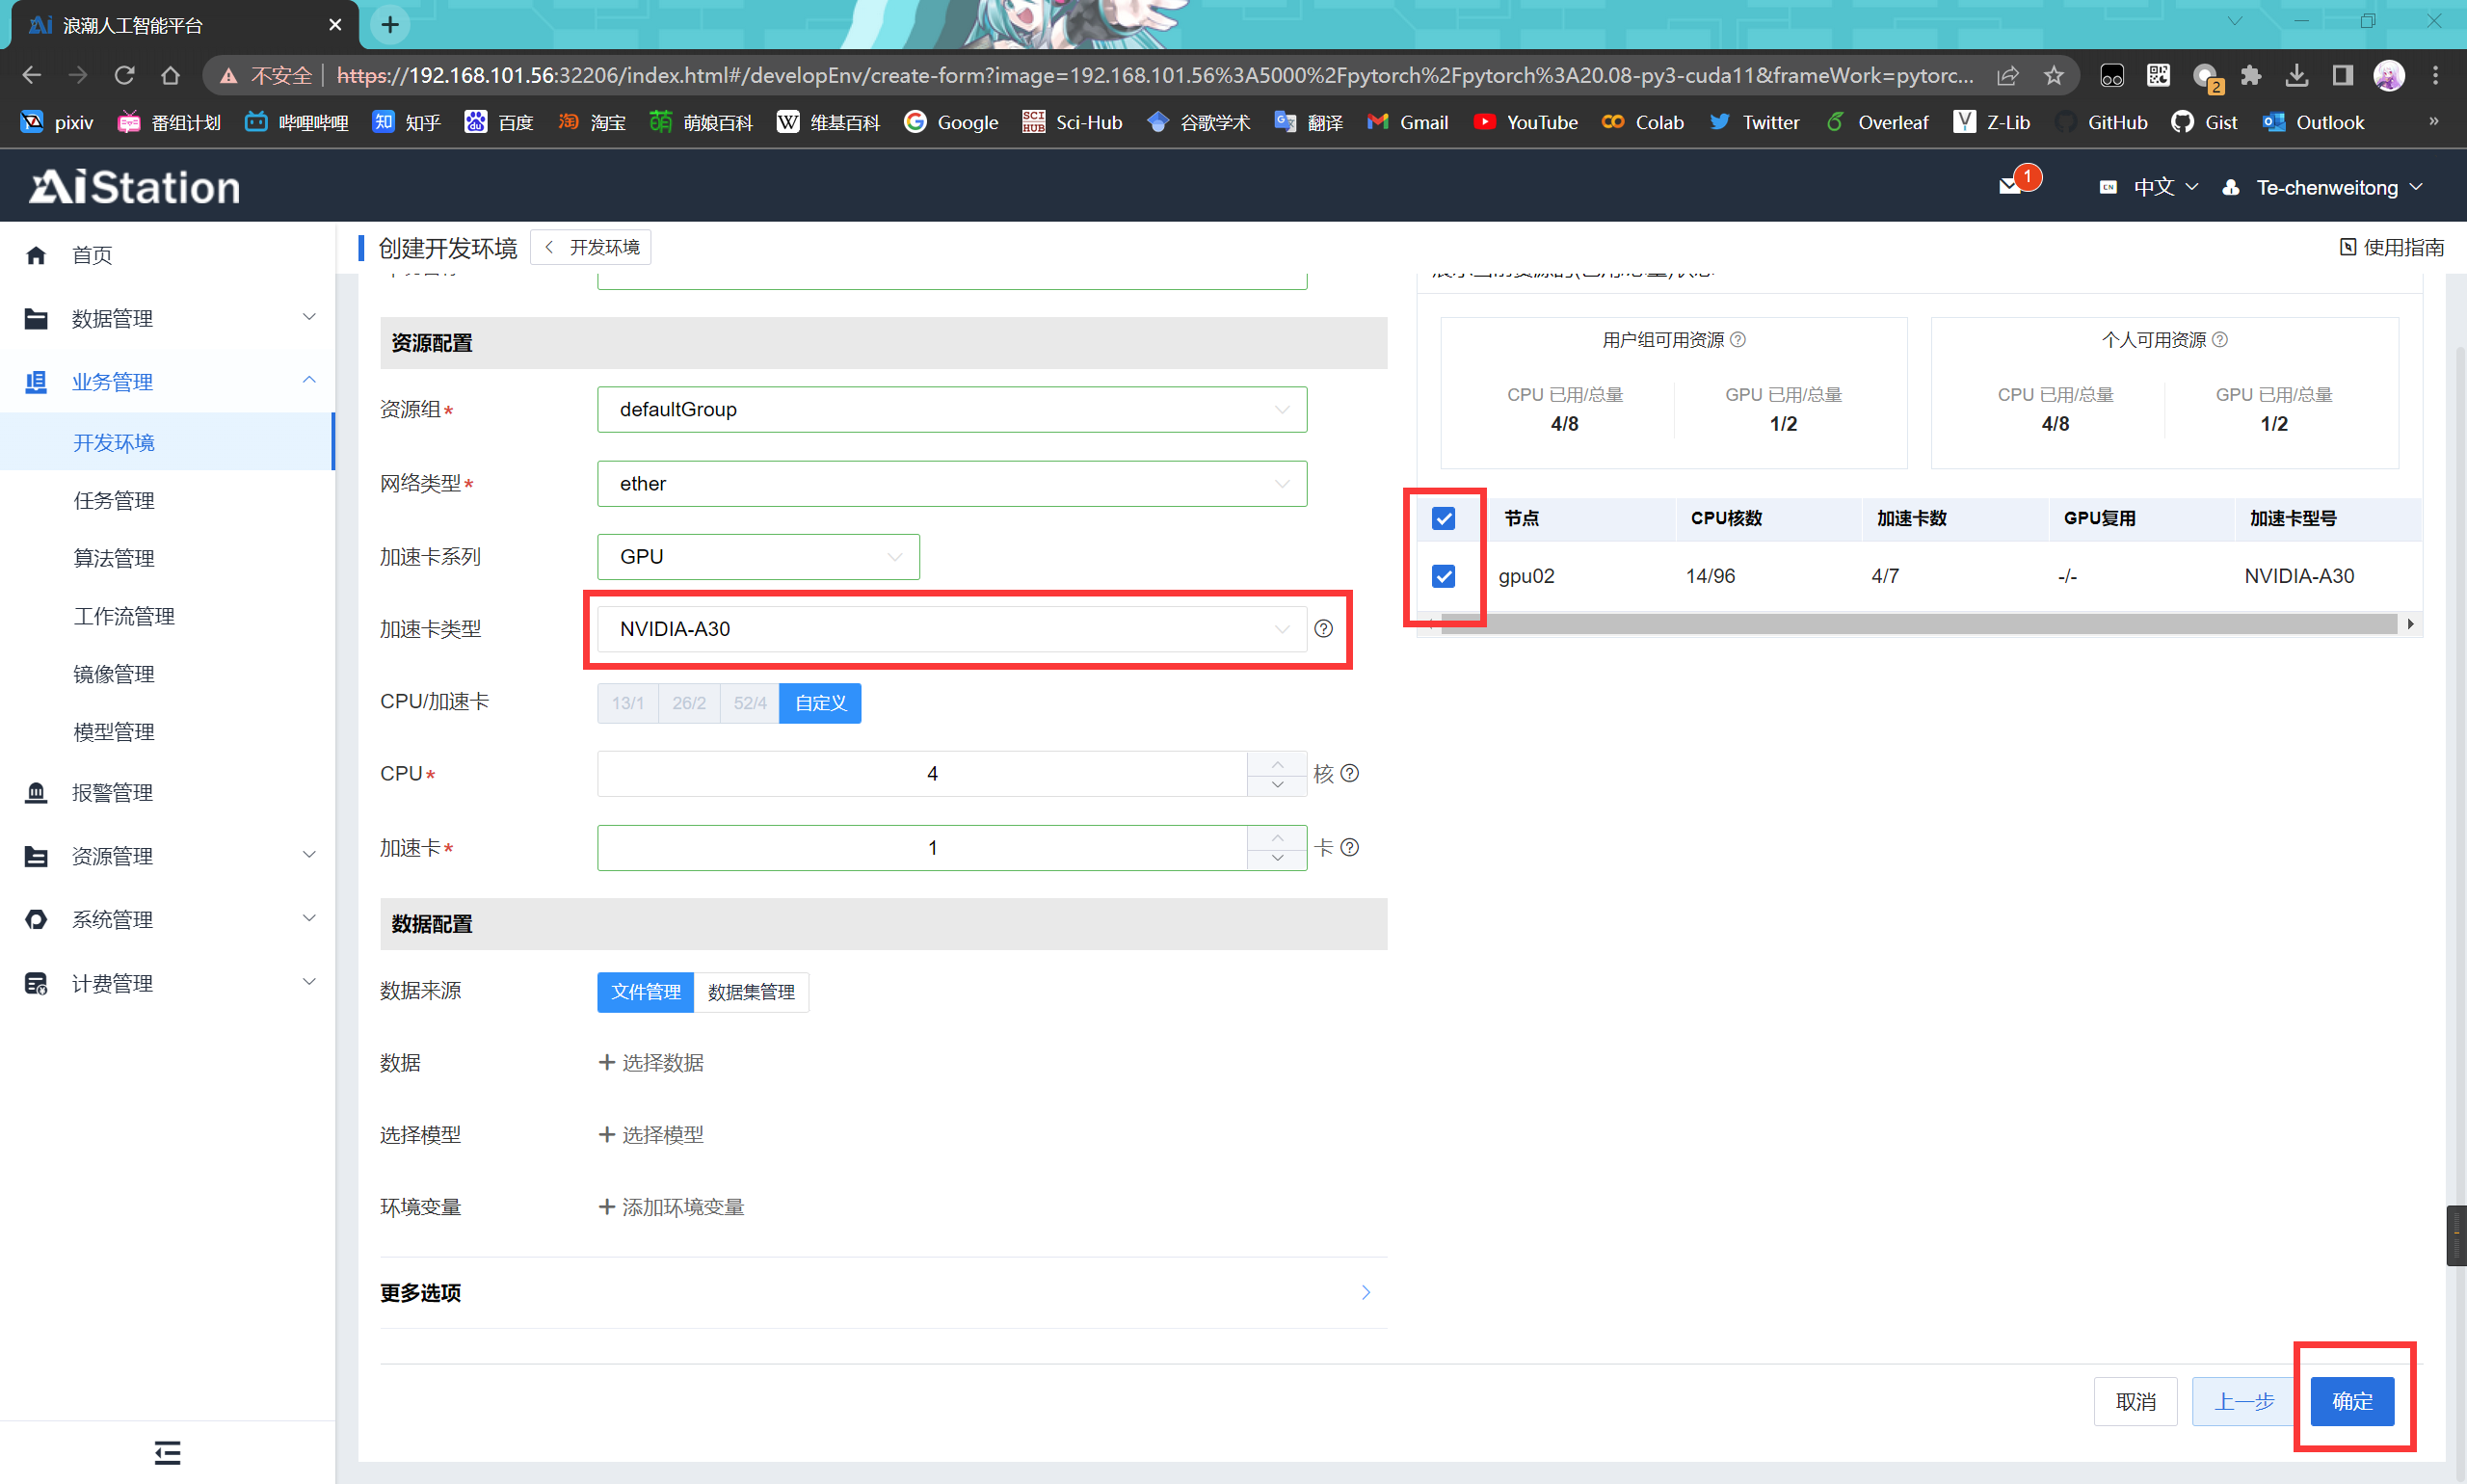 浪潮人工智能平台
不安全
https://192.168.101.56:32206/index.html#/developEnv/create-form?image=192.168.101.56%3A5000%2Fpytorch%2Fpytorch%3A20.08-py3-cuda11&frameWork=pytorc...
2
pixiv 番组计划 哔哩哔哩 知乎 百度 淘宝 萌娘百科 维基百科 Google Sci-Hub 谷歌学术 翻译 Gmail YouTube Colab Twitter Overleaf Z-Lib GitHub Gist Outlook »
AiStation
1
CN 中文
Te-chenweitong
首页
数据管理
业务管理
开发环境
任务管理
算法管理
工作流管理
镜像管理
模型管理
报警管理
资源管理
系统管理
计费管理
创建开发环境
开发环境
使用指南
资源配置
资源组*
defaultGroup
网络类型*
ether
加速卡系列
GPU
加速卡类型
NVIDIA-A30
CPU/加速卡
13/1 26/2 52/4 自定义
CPU*
4
核
加速卡*
1
卡
数据配置
数据来源
文件管理 数据集管理
数据
+ 选择数据
选择模型
+ 选择模型
环境变量
+ 添加环境变量
更多选项
用户组可用资源
CPU 已用/总量 GPU 已用/总量
4/8 1/2
个人可用资源
CPU 已用/总量 GPU 已用/总量
4/8 1/2
节点 CPU核数 加速卡数 GPU复用 加速卡型号
gpu02 14/96 4/7 -/- NVIDIA-A30
取消
上一步
确定